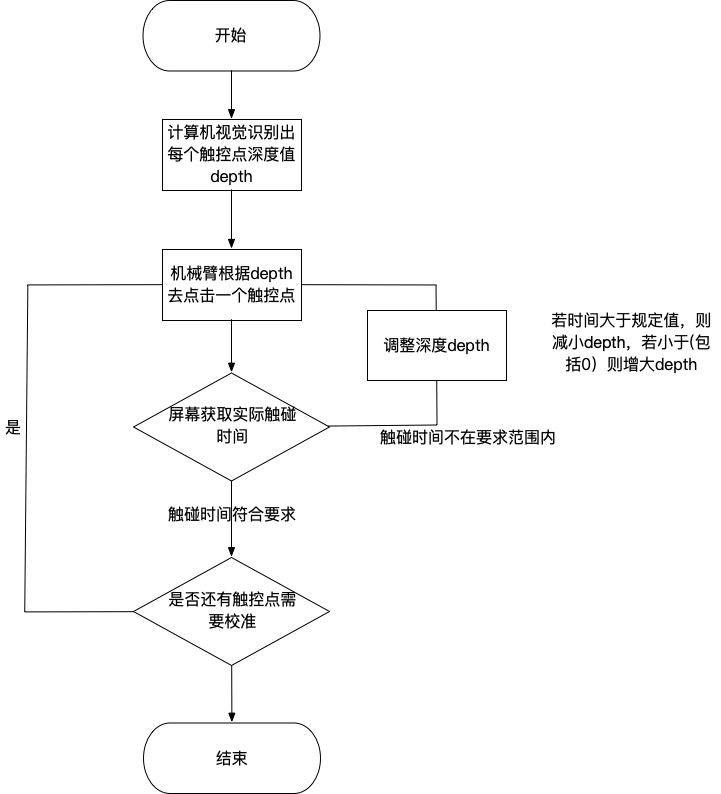 开始
计算机视觉识别出
每个触控点深度值
depth
机械臂根据depth
去点击一个触控点
调整深度depth
若时间大于规定值，则
减小depth，若小于(包
括0）则增大depth
屏幕获取实际触碰
时间
触碰时间不在要求范围内
是
触碰时间符合要求
是否还有触控点需
要校准
结束